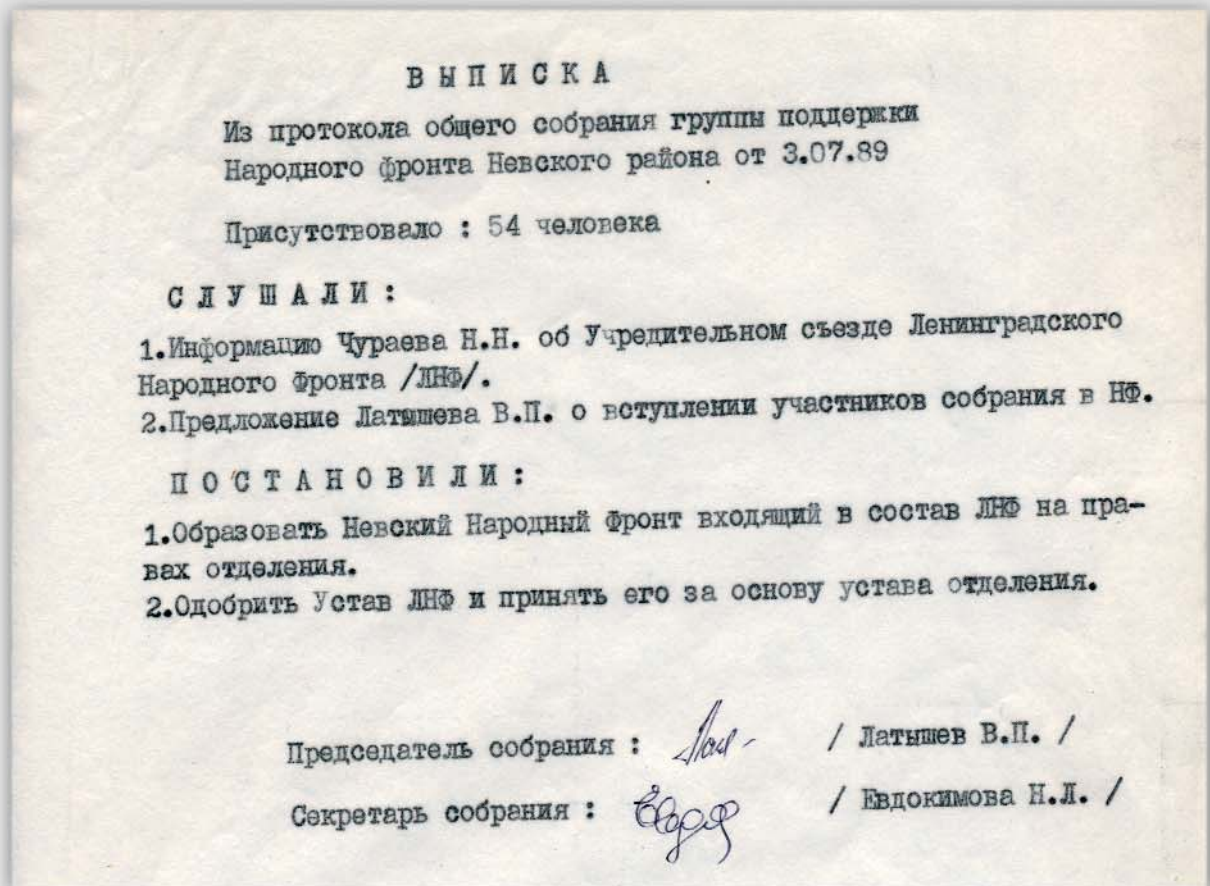 В Ы П И С К А
Из протокола общего собрания группы поддержки
Народного фронта Невского района от 3.07.89
Присутствовало : 54 человека
С Л У Ш А Л И :
1.Информацию Чураева Н.Н. об Учредительном съезде Ленинградского
Народного Фронта /ЛНФ/.
2.Предложение Латышева В.П. о вступлении участников собрания в НФ.
П О С Т А Н О В И Л И :
1.Образовать Невский Народный Фронт входящий в состав ЛНФ на пра-
вах отделения.
2.Одобрить Устав ЛНФ и принять его за основу устава отделения.
Председатель собрания : / Латышев В.П. /
Секретарь собрания : / Евдокимова Н.Л. /